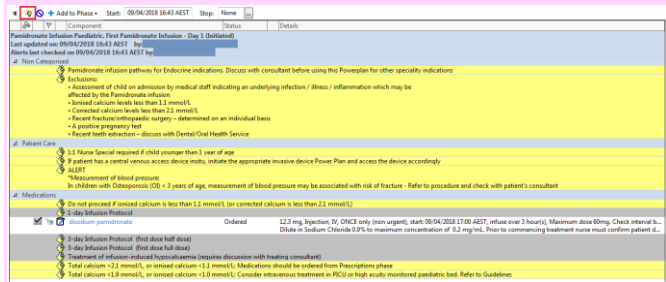 Add to Phase Start: 09/04/2018 16:43 AEST Stop: None ...
Component Status Details
Pamidronate Infusion Paediatric, First Pamidronate Infusion - Day 1 (Initiated)
Last updated on: 09/04/2018 16:43 AEST by:
Alerts last checked on 09/04/2018 16:43 AEST by:
Non Categorised
Pamidronate infusion pathway for Endocrine indications. Discuss with consultant before using this Powerplan for other speciality indications
Exclusions:
• Assessment of child on admission by medical staff indicating an underlying infection / illness / inflammation which may be
affected by the Pamidronate infusion
• Ionised calcium levels less than 1.1 mmol/L
• Corrected calcium levels less than 2.1 mmol/L
• Recent fracture/orthopaedic surgery – determined on an individual basis
• A positive pregnancy test
• Recent teeth extraction – discuss with Dental/Oral Health Service
Patient Care
1:1 Nurse Special required if child younger than 1 year of age
If patient has a central venous access device insitu, initiate the appropriate invasive device Power Plan and access the device accordingly
ALERT
*Measurement of blood pressure:
In children with Osteoporosis (OI) < 3 years of age, measurement of blood pressure may be associated with risk of fracture - Refer to procedure and check with patient's consultant
Medications
Do not proceed if ionised calcium is less than 1.1 mmol/L (or corrected calcium is less than 2.1 mmol/L)
1-day Infusion Protocol
disodium pamidronate Ordered 12.3 mg, Injection, IV, ONCE only (non urgent), start: 09/04/2018 17:00 AEST, infuse over 3 hour(s), Maximum dose 60mg. Check interval b...
Dilute in Sodium Chloride 0.9% to maximum concentration of 0.2 mg/mL. Prior to commencing treatment nurse must confirm patient d...
3-day Infusion Protocol (first dose half dose)
3-day Infusion Protocol (first dose full dose)
Treatment of infusion-induced hypocalcaemia (requires discussion with treating consultant)
Total calcium <2.1 mmol/L, or ionised calcium <1.1 mmol/L: Medications should be ordered from Prescriptions phase
Total calcium <1.9 mmol/L, or ionised calcium <1.0 mmol/L: Consider intravenous treatment in PICU or high acuity monitored paediatric bed. Refer to Guidelines